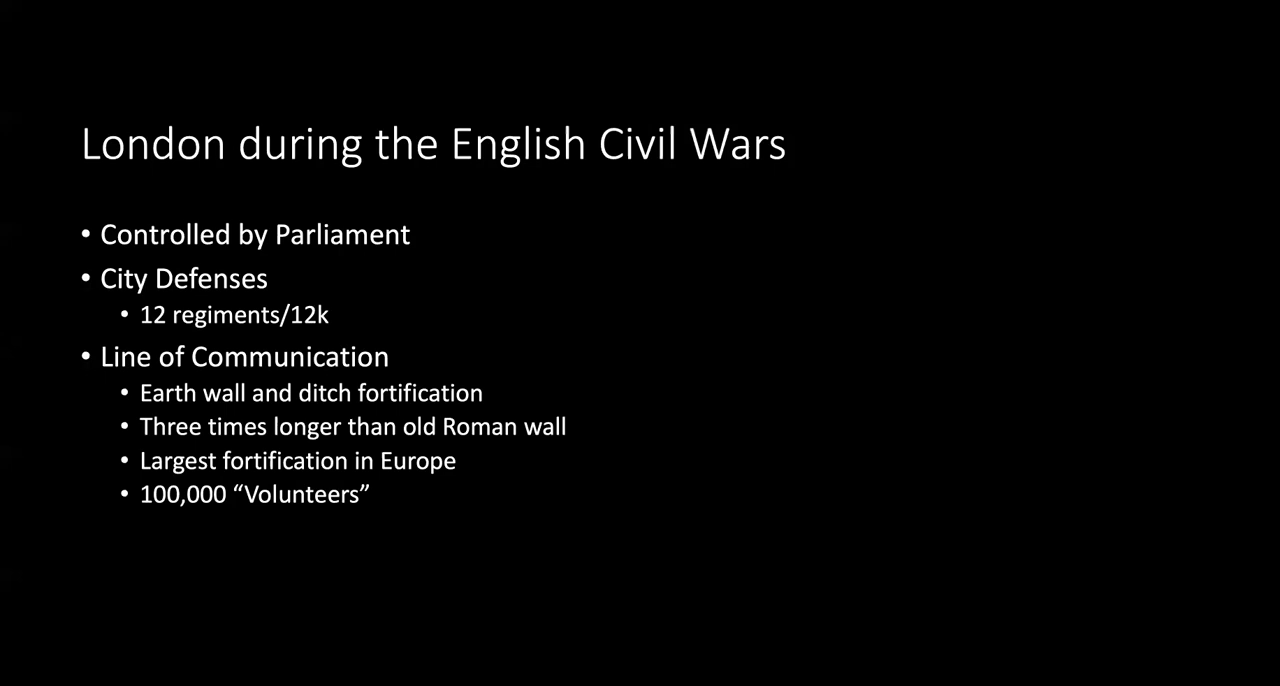 London during the English Civil Wars
• Controlled by Parliament
• City Defenses
• 12 regiments/12k
• Line of Communication
• Earth wall and ditch fortification
• Three times longer than old Roman wall
• Largest fortification in Europe
• 100,000 “Volunteers”